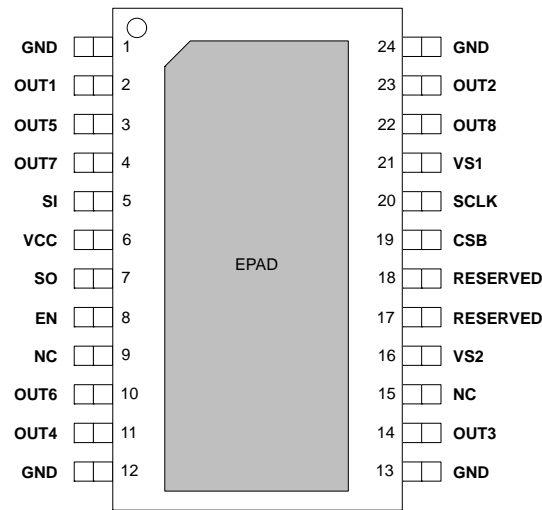 GND 1 24 GND
OUT1 2 23 OUT2
OUT5 3 22 OUT8
OUT7 4 21 VS1
SI 5 20 SCLK
VCC 6 19 CSB
EPAD
SO 7 18 RESERVED
EN 8 17 RESERVED
NC 9 16 VS2
OUT6 10 15 NC
OUT4 11 14 OUT3
GND 12 13 GND